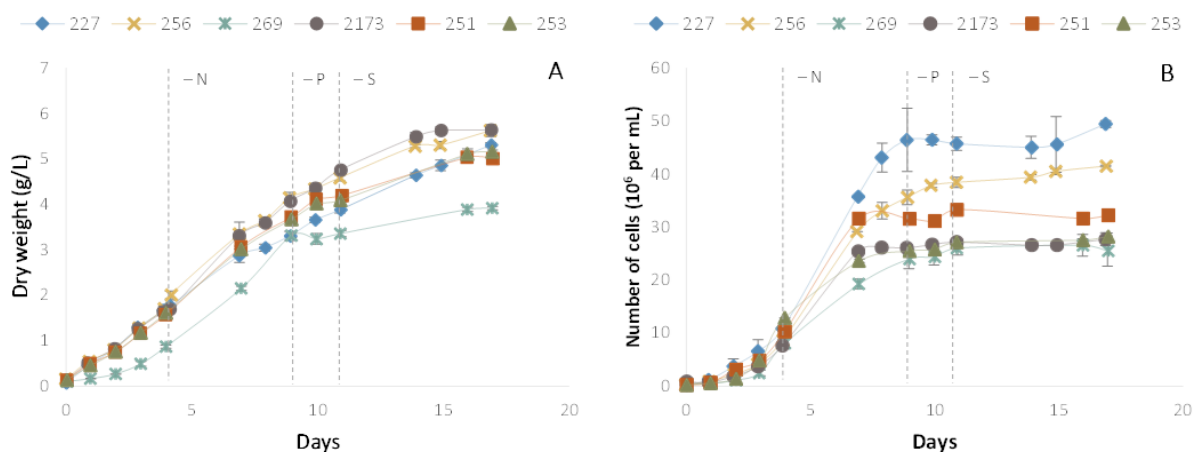 227 256 269 2173 251 253
227 256 269 2173 251 253
A
– N – P – S
Dry weight (g/L)
7
6
5
4
3
2
1
0
0 5 10 15 20
Days
B
– N – P – S
Number of cells (10⁶ per mL)
60
50
40
30
20
10
0
0 5 10 15 20
Days